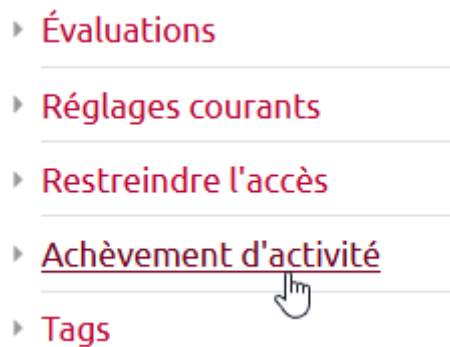 Évaluations
Réglages courants
Restreindre l'accès
Achèvement d'activité
Tags